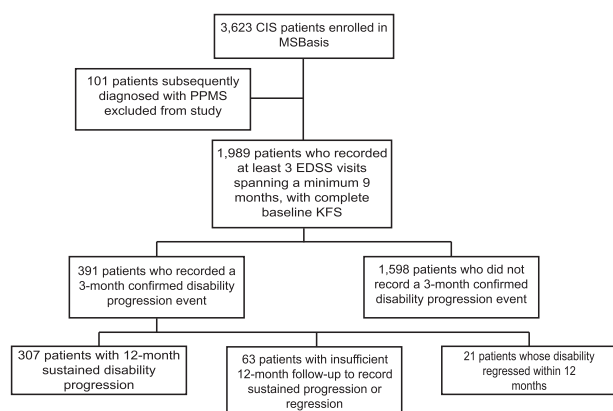 3,623 CIS patients enrolled in
MSBasis
101 patients subsequently
diagnosed with PPMS
excluded from study
1,989 patients who recorded
at least 3 EDSS visits
spanning a minimum 9
months, with complete
baseline KFS
391 patients who recorded a
3-month confirmed disability
progression event
1,598 patients who did not
record a 3-month confirmed
disability progression event
307 patients with 12-month
sustained disability
progression
63 patients with insufficient
12-month follow-up to record
sustained progression or
regression
21 patients whose disability
regressed within 12
months